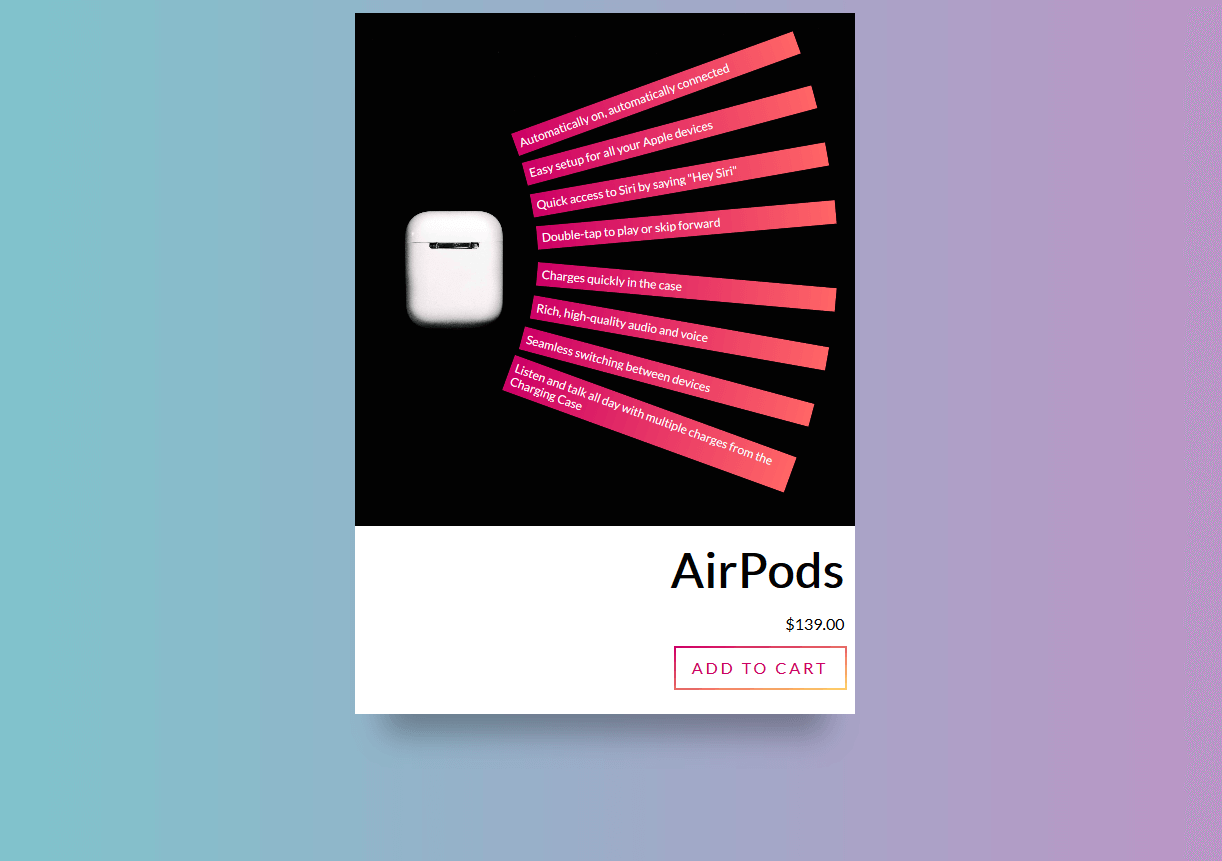 Automatically on, automatically connected
Easy setup for all your Apple devices
Quick access to Siri by saying "Hey Siri"
Double-tap to play or skip forward
Charges quickly in the case
Rich, high-quality audio and voice
Seamless switching between devices
Listen and talk all day with multiple charges from the
Charging Case
AirPods
$139.00
ADD TO CART